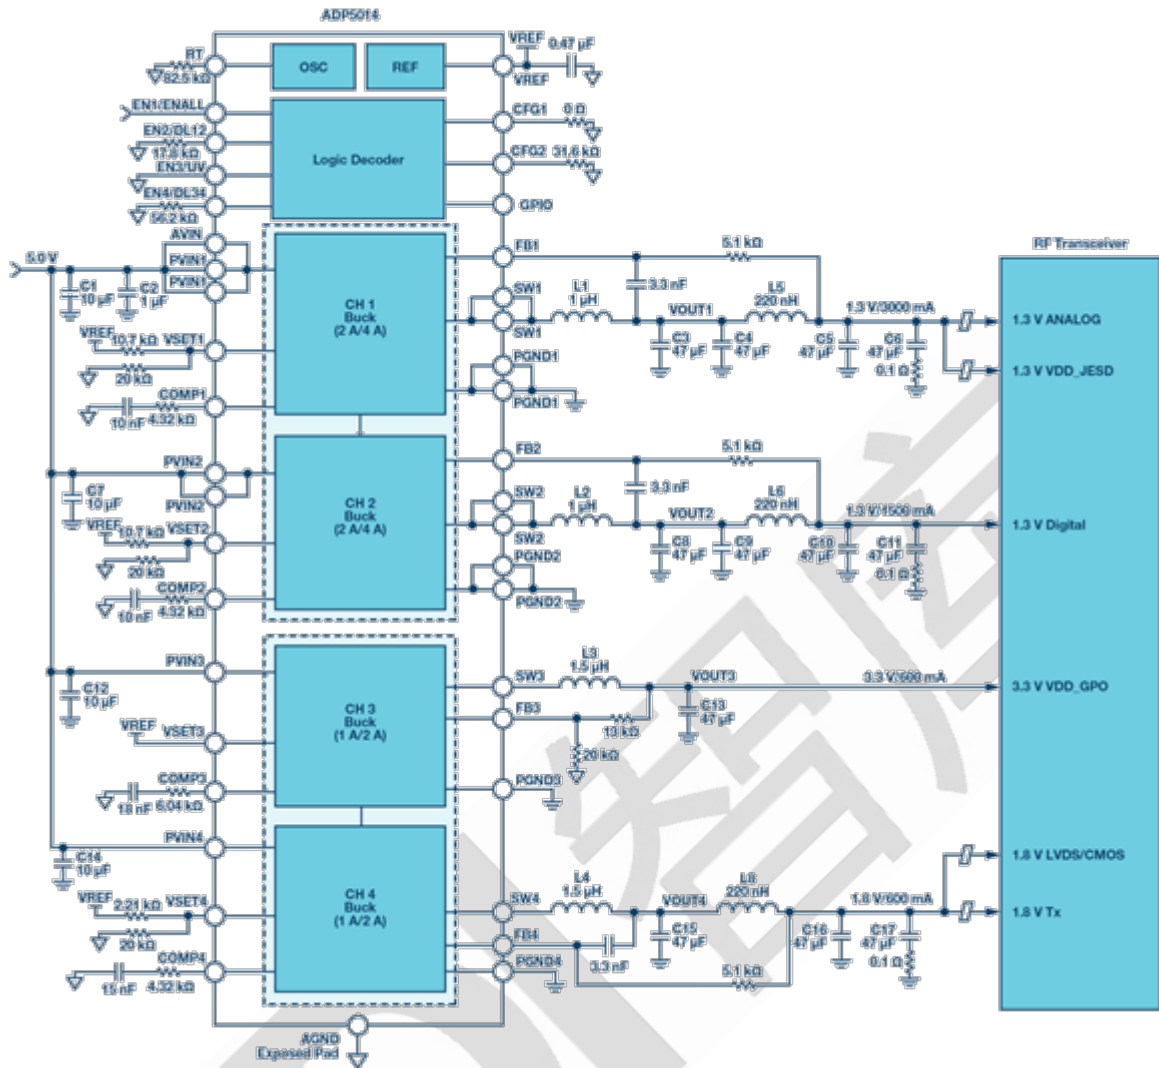 ADP5014
RT
82.5 kΩ
OSC
REF
VREF
0.47 µF
VREF
EN1/ENALL
EN2/DL12
17.8 kΩ
EN3/UV
EN4/DL34
56.2 kΩ
Logic Decoder
CFG1
0 Ω
CFG2
31.6 kΩ
GPIO
AVIN
5.0 V
PVIN1
PVIN1
C1
10 µF
C2
1 µF
VREF
10.7 kΩ
VSET1
20 kΩ
COMP1
10 nF
4.32 kΩ
CH 1
Buck
(2 A/4 A)
FB1
5.1 kΩ
3.3 nF
SW1
SW1
L1
1 µH
VOUT1
L5
220 nH
1.3 V/3000 mA
C3
47 µF
C4
47 µF
C5
47 µF
C6
47 µF
0.1 Ω
PGND1
PGND1
RF Transceiver
1.3 V ANALOG
1.3 V VDD_JESD
PVIN2
PVIN2
C7
10 µF
VREF
10.7 kΩ
VSET2
20 kΩ
COMP2
10 nF
4.32 kΩ
CH 2
Buck
(2 A/4 A)
FB2
5.1 kΩ
3.3 nF
SW2
SW2
L2
1 µH
VOUT2
L6
220 nH
1.3 V/1500 mA
C8
47 µF
C9
47 µF
C10
47 µF
C11
47 µF
0.1 Ω
PGND2
PGND2
1.3 V Digital
PVIN3
C12
10 µF
VREF
VSET3
COMP3
18 nF
6.04 kΩ
CH 3
Buck
(1 A/2 A)
SW3
L3
1.5 µH
VOUT3
3.3 V/600 mA
FB3
13 kΩ
20 kΩ
C13
47 µF
PGND3
3.3 V VDD_GPO
PVIN4
C14
10 µF
VREF
2.21 kΩ
VSET4
20 kΩ
COMP4
15 nF
4.32 kΩ
CH 4
Buck
(1 A/2 A)
SW4
L4
1.5 µH
VOUT4
L8
220 nH
1.8 V/600 mA
FB4
3.3 nF
5.1 kΩ
C15
47 µF
C16
47 µF
C17
47 µF
0.1 Ω
PGND4
1.8 V LVDS/CMOS
1.8 V Tx
AGND
Exposed Pad
智库